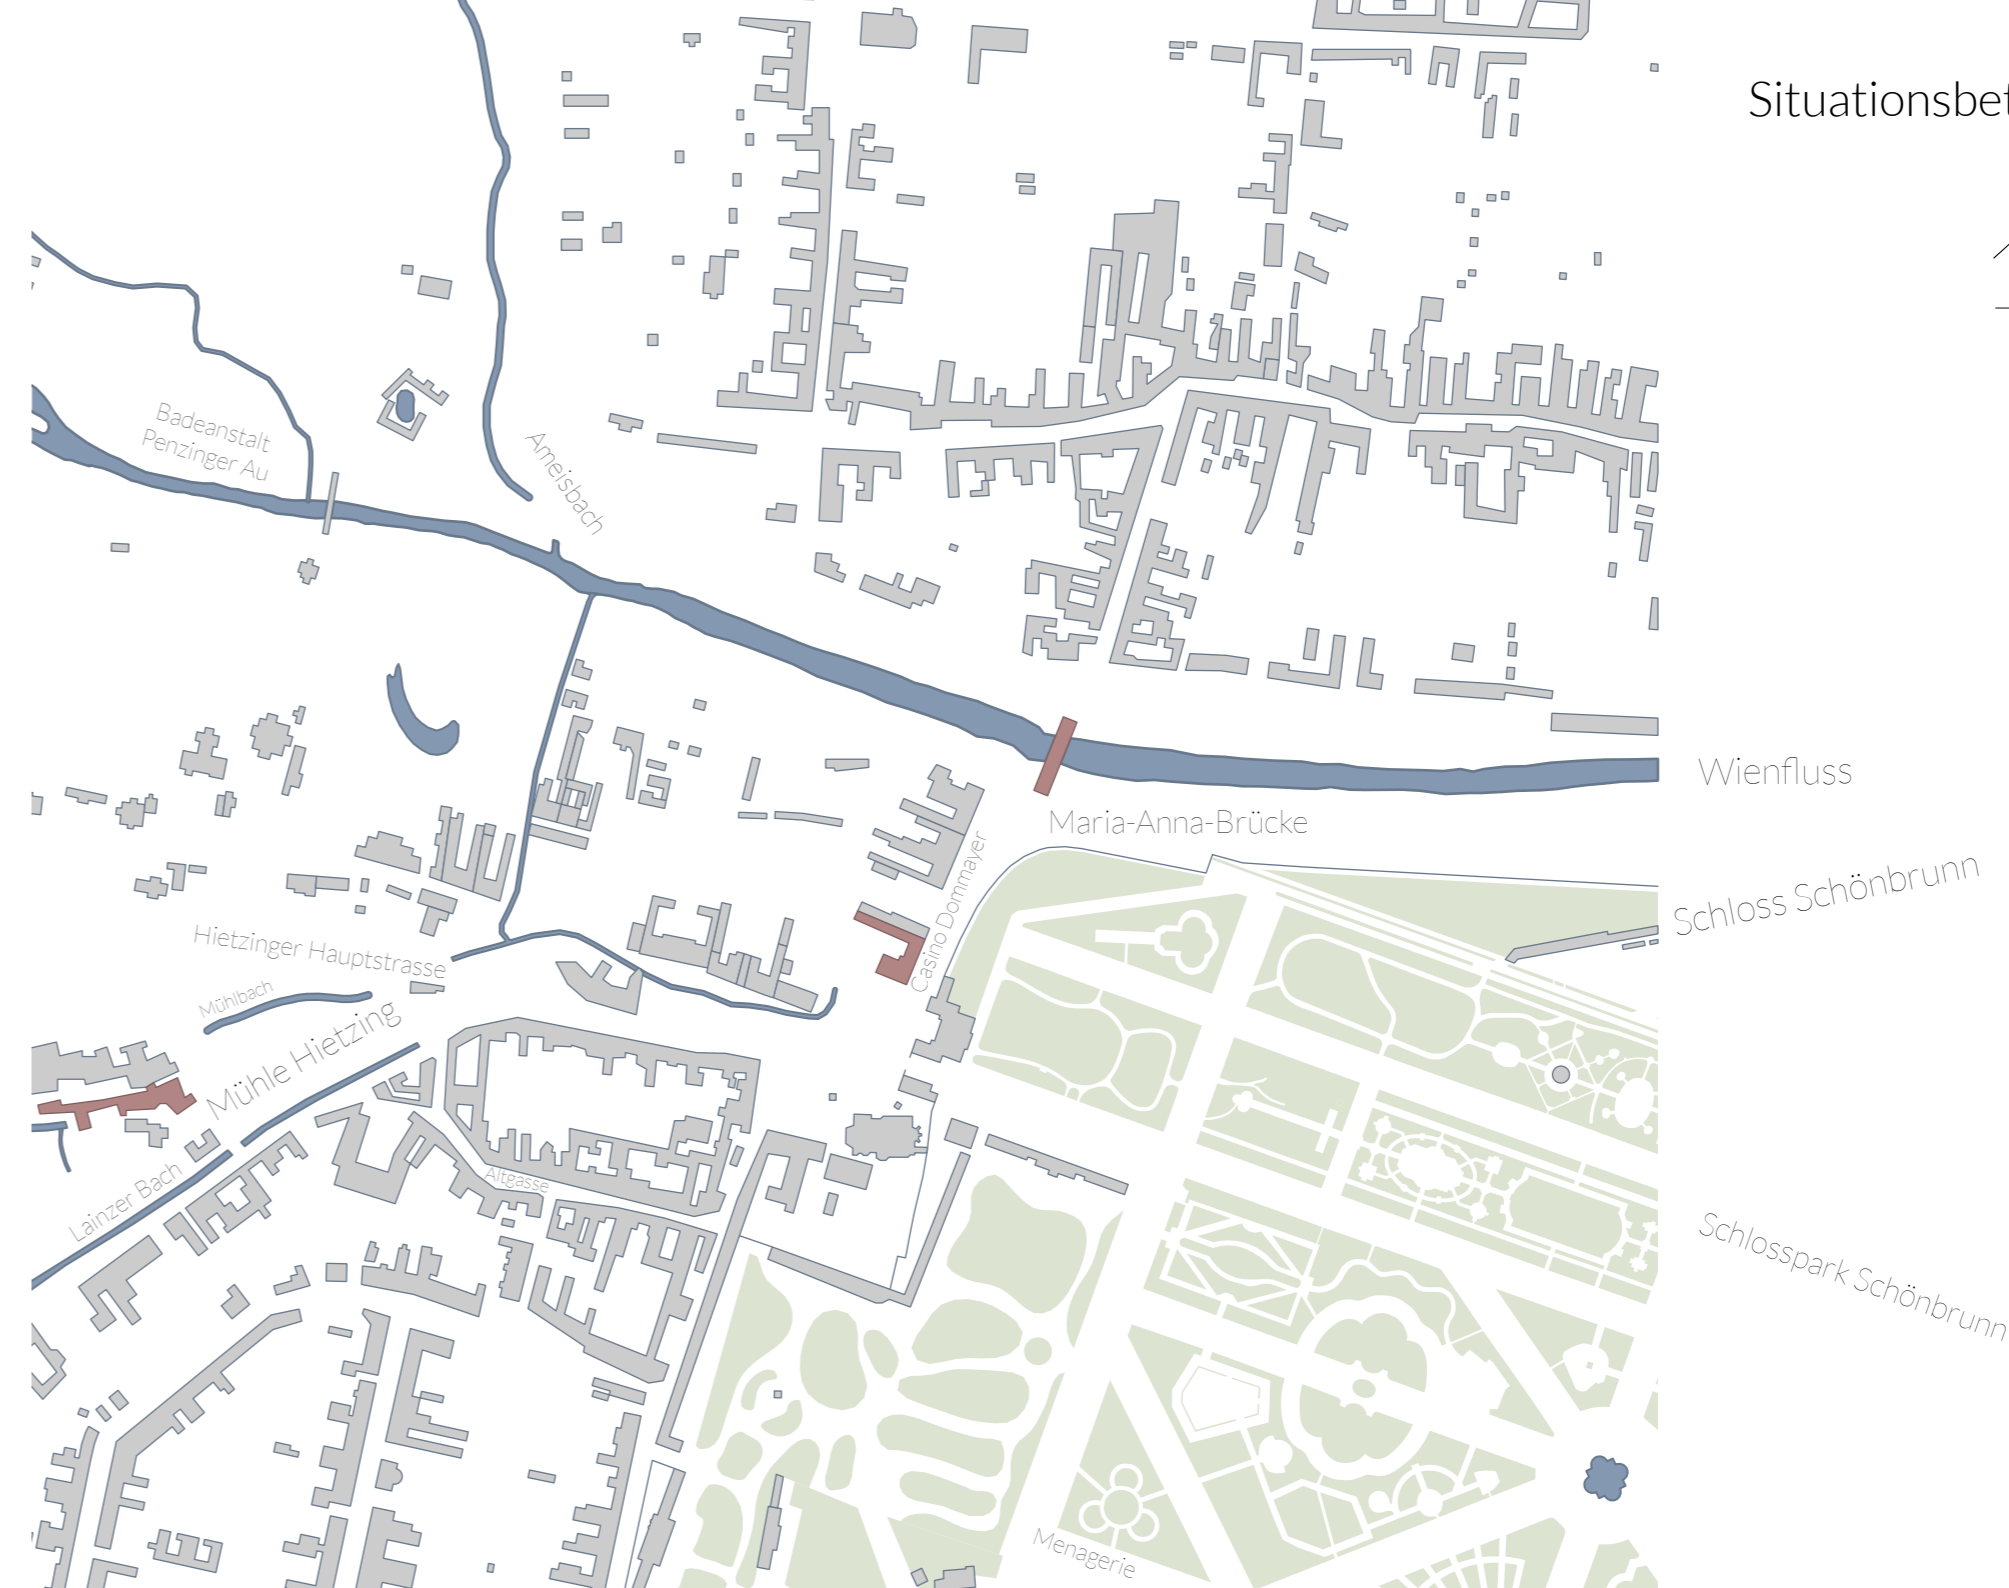 Badeanstalt
Penzinger Au
Ameisbach
Wienfluss
Maria-Anna-Brücke
Casino Dommayer
Schloss Schönbrunn
Hietzinger Hauptstrasse
Mühlbach
Mühle Hietzing
Lainzer Bach
Altgasse
Schlosspark Schönbrunn
Menagerie